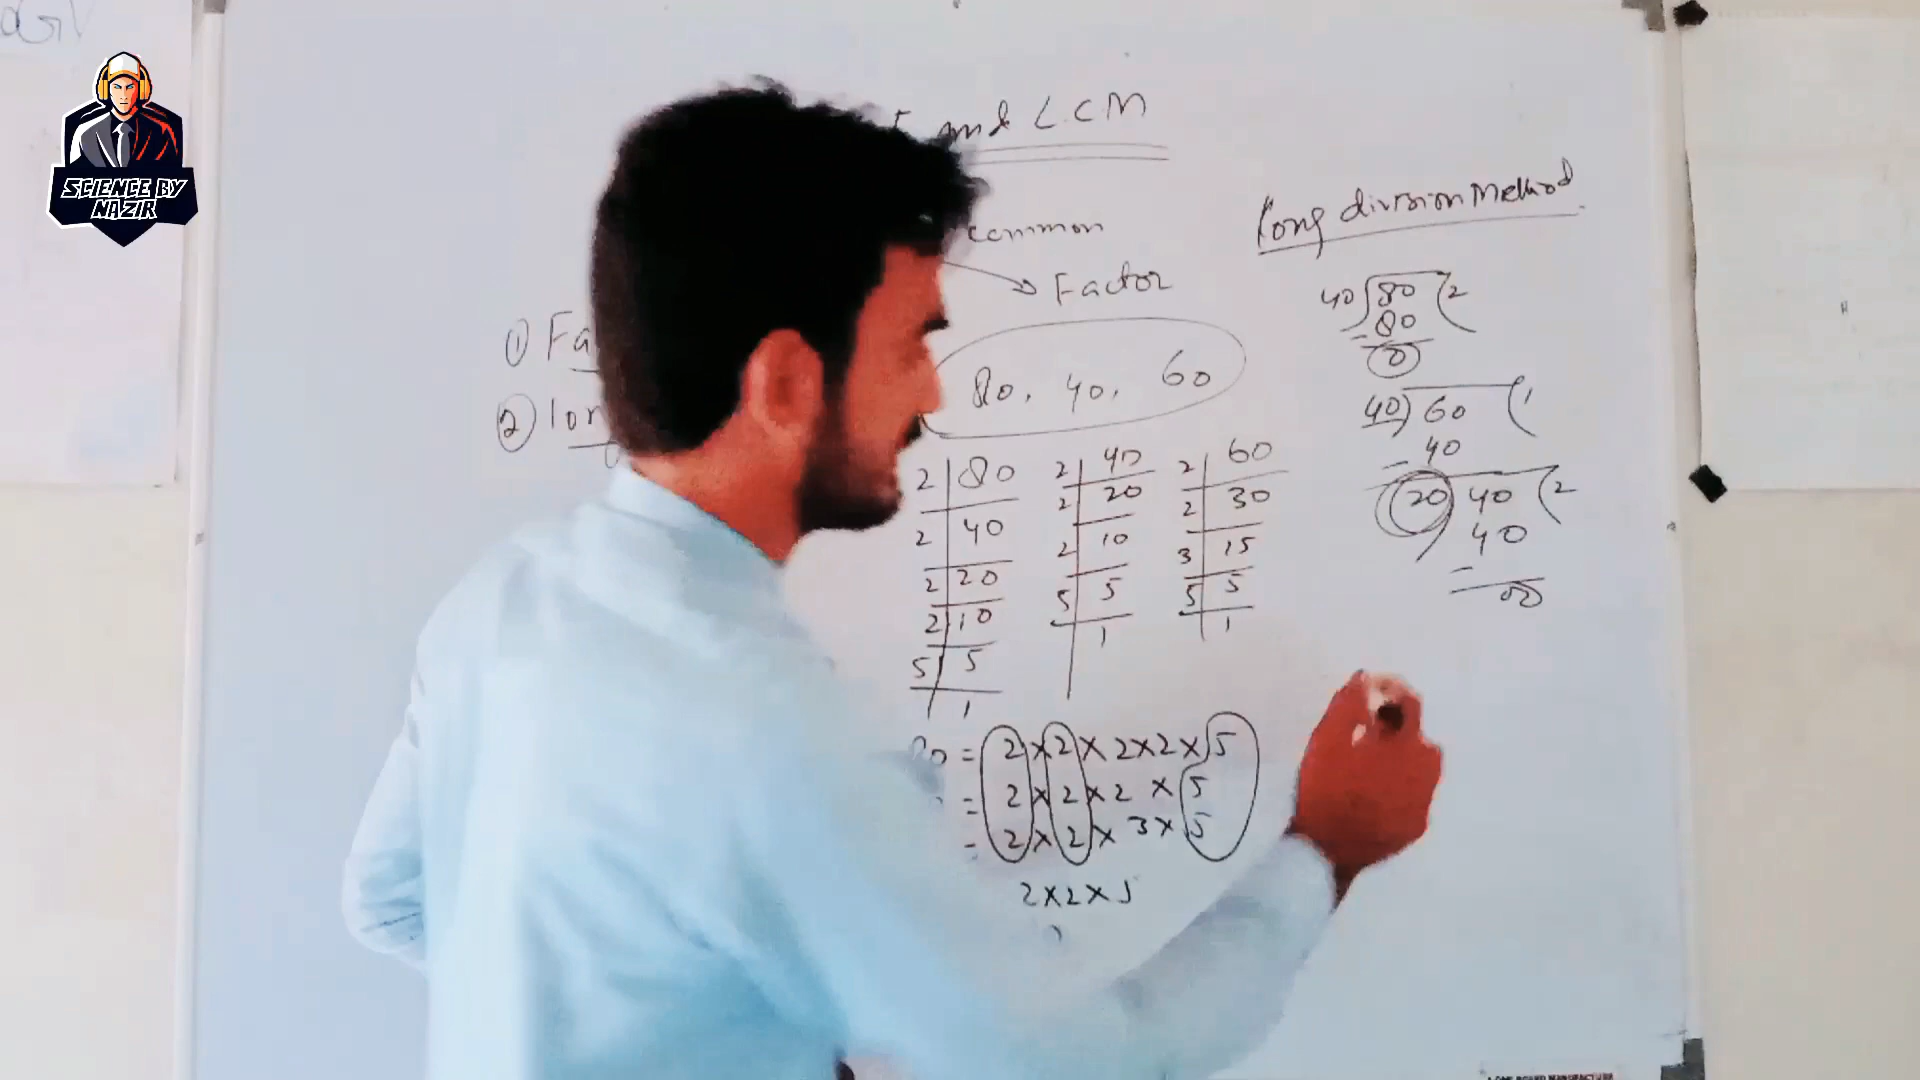 SCIENCE BY
NAZIR
and LCM
common
Factor
① Fa
② lon
80, 40, 60
2 | 80
2 | 40
2 | 20
2 | 10
5 | 5
1
2 | 40
2 | 20
2 | 10
5 | 5
1
2 | 60
2 | 30
3 | 15
5 | 5
1
80 = 2×2×2×2×5
= 2×2×2×5
= 2×2×3×5
2×2×5
Long division Method
40)80(2
80
0
40)60(1
- 40
20)40(2
- 40
00